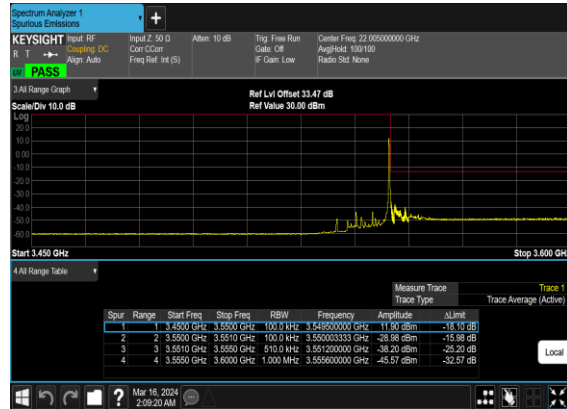 Spectrum Analyzer 1
Spurious Emissions
+
KEYSIGHT Input: RF Input Z: 50 Ω Atten: 10 dB Trig: Free Run Center Freq: 22.005000000 GHz
R T Coupling: DC Corr CCorr Gate: Off Avg|Hold: 100/100
Align: Auto Freq Ref: Int (S) IF Gain: Low Radio Std: None
PASS
3 All Range Graph
Ref Lvl Offset 33.47 dB
Scale/Div 10.0 dB Ref Value 30.00 dBm
Log
20.0
10.0
0.00
-10.0
-20.0
-30.0
-40.0
-50.0
-60.0
Start 3.450 GHz Stop 3.600 GHz
4 All Range Table
Measure Trace Trace 1
Trace Type Trace Average (Active)
Spur Range Start Freq Stop Freq RBW Frequency Amplitude ΔLimit
1 1 3.4500 GHz 3.5500 GHz 100.0 kHz 3.549500000 GHz 11.90 dBm -18.10 dB
2 2 3.5500 GHz 3.5510 GHz 100.0 kHz 3.550003333 GHz -28.98 dBm -15.98 dB
3 3 3.5510 GHz 3.5550 GHz 510.0 kHz 3.551200000 GHz -38.20 dBm -25.20 dB
4 4 3.5550 GHz 3.6000 GHz 1.000 MHz 3.555600000 GHz -45.57 dBm -32.57 dB
Local
? Mar 16, 2024
2:09:20 AM